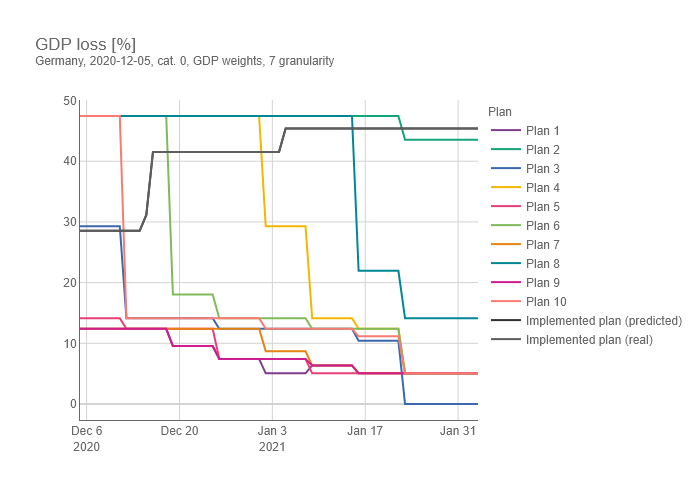 GDP loss [%]
Germany, 2020-12-05, cat. 0, GDP weights, 7 granularity
50
40
30
20
10
0
Dec 6
2020
Dec 20
Jan 3
2021
Jan 17
Jan 31
Plan
Plan 1
Plan 2
Plan 3
Plan 4
Plan 5
Plan 6
Plan 7
Plan 8
Plan 9
Plan 10
Implemented plan (predicted)
Implemented plan (real)